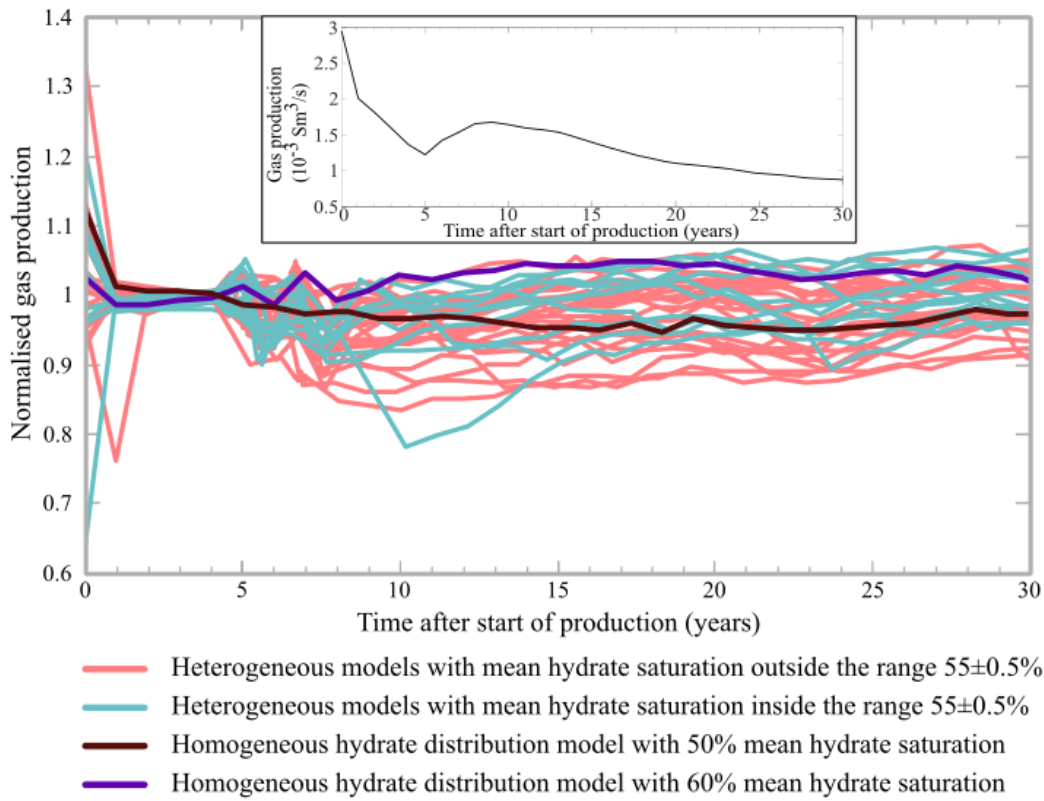 1.4
1.3
1.2
1.1
1
0.9
0.8
0.7
0.6
Normalised gas production
0 5 10 15 20 25 30
Time after start of production (years)
3
2.5
2
1.5
1
0.5
Gas production
(10-3 Sm3/s)
0 5 10 15 20 25 30
Time after start of production (years)
Heterogeneous models with mean hydrate saturation outside the range 55±0.5%
Heterogeneous models with mean hydrate saturation inside the range 55±0.5%
Homogeneous hydrate distribution model with 50% mean hydrate saturation
Homogeneous hydrate distribution model with 60% mean hydrate saturation